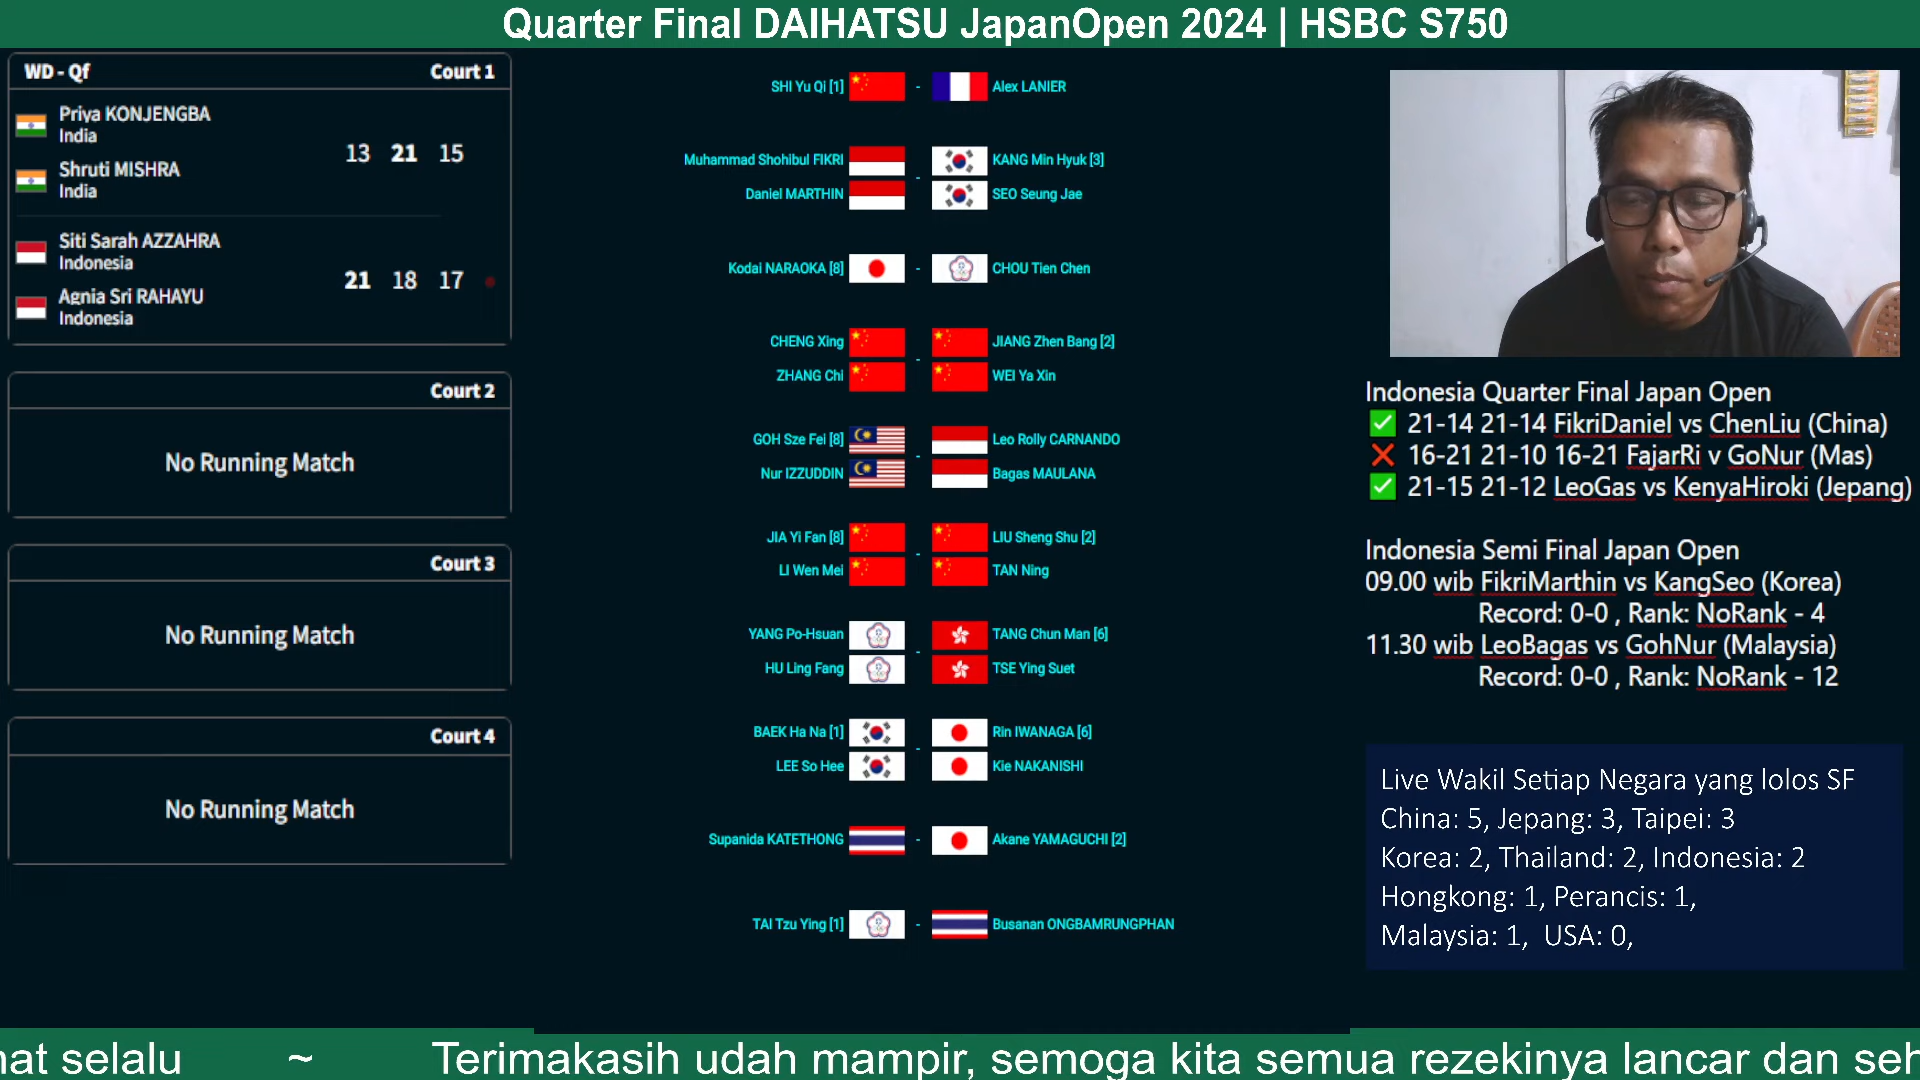 Quarter Final DAIHATSU JapanOpen 2024 | HSBC S750
WD - Qf Court 1
Priya KONJENGBA
India
Shruti MISHRA
India
13 21 15
Siti Sarah AZZAHRA
Indonesia
Agnia Sri RAHAYU
Indonesia
21 18 17
Court 2
No Running Match
Court 3
No Running Match
Court 4
No Running Match
SHI Yu Qi [1] - Alex LANIER
Muhammad Shohibul FIKRI - KANG Min Hyuk [3]
Daniel MARTHIN SEO Seung Jae
Kodai NARAOKA [8] - CHOU Tien Chen
CHENG Xing - JIANG Zhen Bang [2]
ZHANG Chi WEI Ya Xin
GOH Sze Fei [8] - Leo Rolly CARNANDO
Nur IZZUDDIN Bagas MAULANA
JIA Yi Fan [8] - LIU Sheng Shu [2]
LI Wen Mei TAN Ning
YANG Po-Hsuan - TANG Chun Man [6]
HU Ling Fang TSE Ying Suet
BAEK Ha Na [1] - Rin IWANAGA [6]
LEE So Hee Kie NAKANISHI
Supanida KATETHONG - Akane YAMAGUCHI [2]
TAI Tzu Ying [1] - Busanan ONGBAMRUNGPHAN
Indonesia Quarter Final Japan Open
✅ 21-14 21-14 FikriDaniel vs ChenLiu (China)
❌ 16-21 21-10 16-21 FajarRi v GoNur (Mas)
✅ 21-15 21-12 LeoGas vs KenyaHiroki (Jepang)
Indonesia Semi Final Japan Open
09.00 wib FikriMarthin vs KangSeo (Korea)
Record: 0-0 , Rank: NoRank - 4
11.30 wib LeoBagas vs GohNur (Malaysia)
Record: 0-0 , Rank: NoRank - 12
Live Wakil Setiap Negara yang lolos SF
China: 5, Jepang: 3, Taipei: 3
Korea: 2, Thailand: 2, Indonesia: 2
Hongkong: 1, Perancis: 1,
Malaysia: 1, USA: 0,
hat selalu ~ Terimakasih udah mampir, semoga kita semua rezekinya lancar dan seh